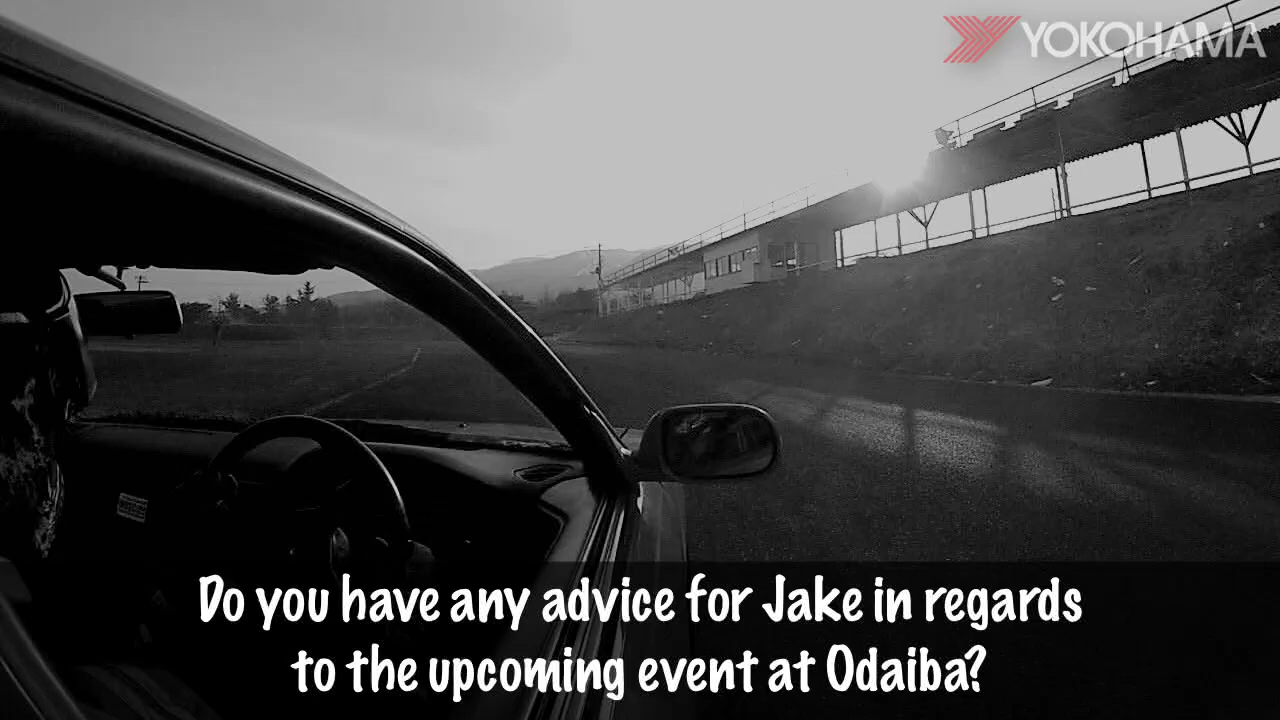 YOKOHAMA
Do you have any advice for Jake in regards
to the upcoming event at Odaiba?